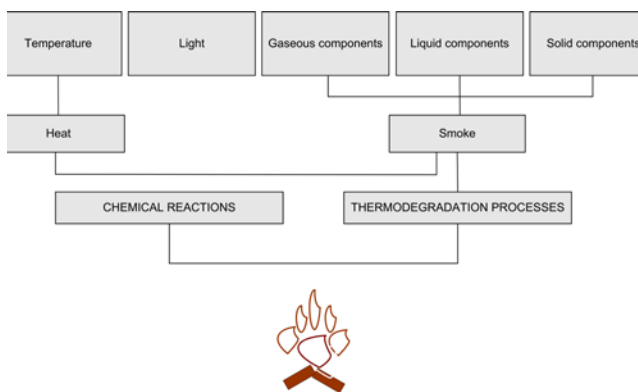 Temperature
Light
Gaseous components
Liquid components
Solid components
Heat
Smoke
CHEMICAL REACTIONS
THERMODEGRADATION PROCESSES